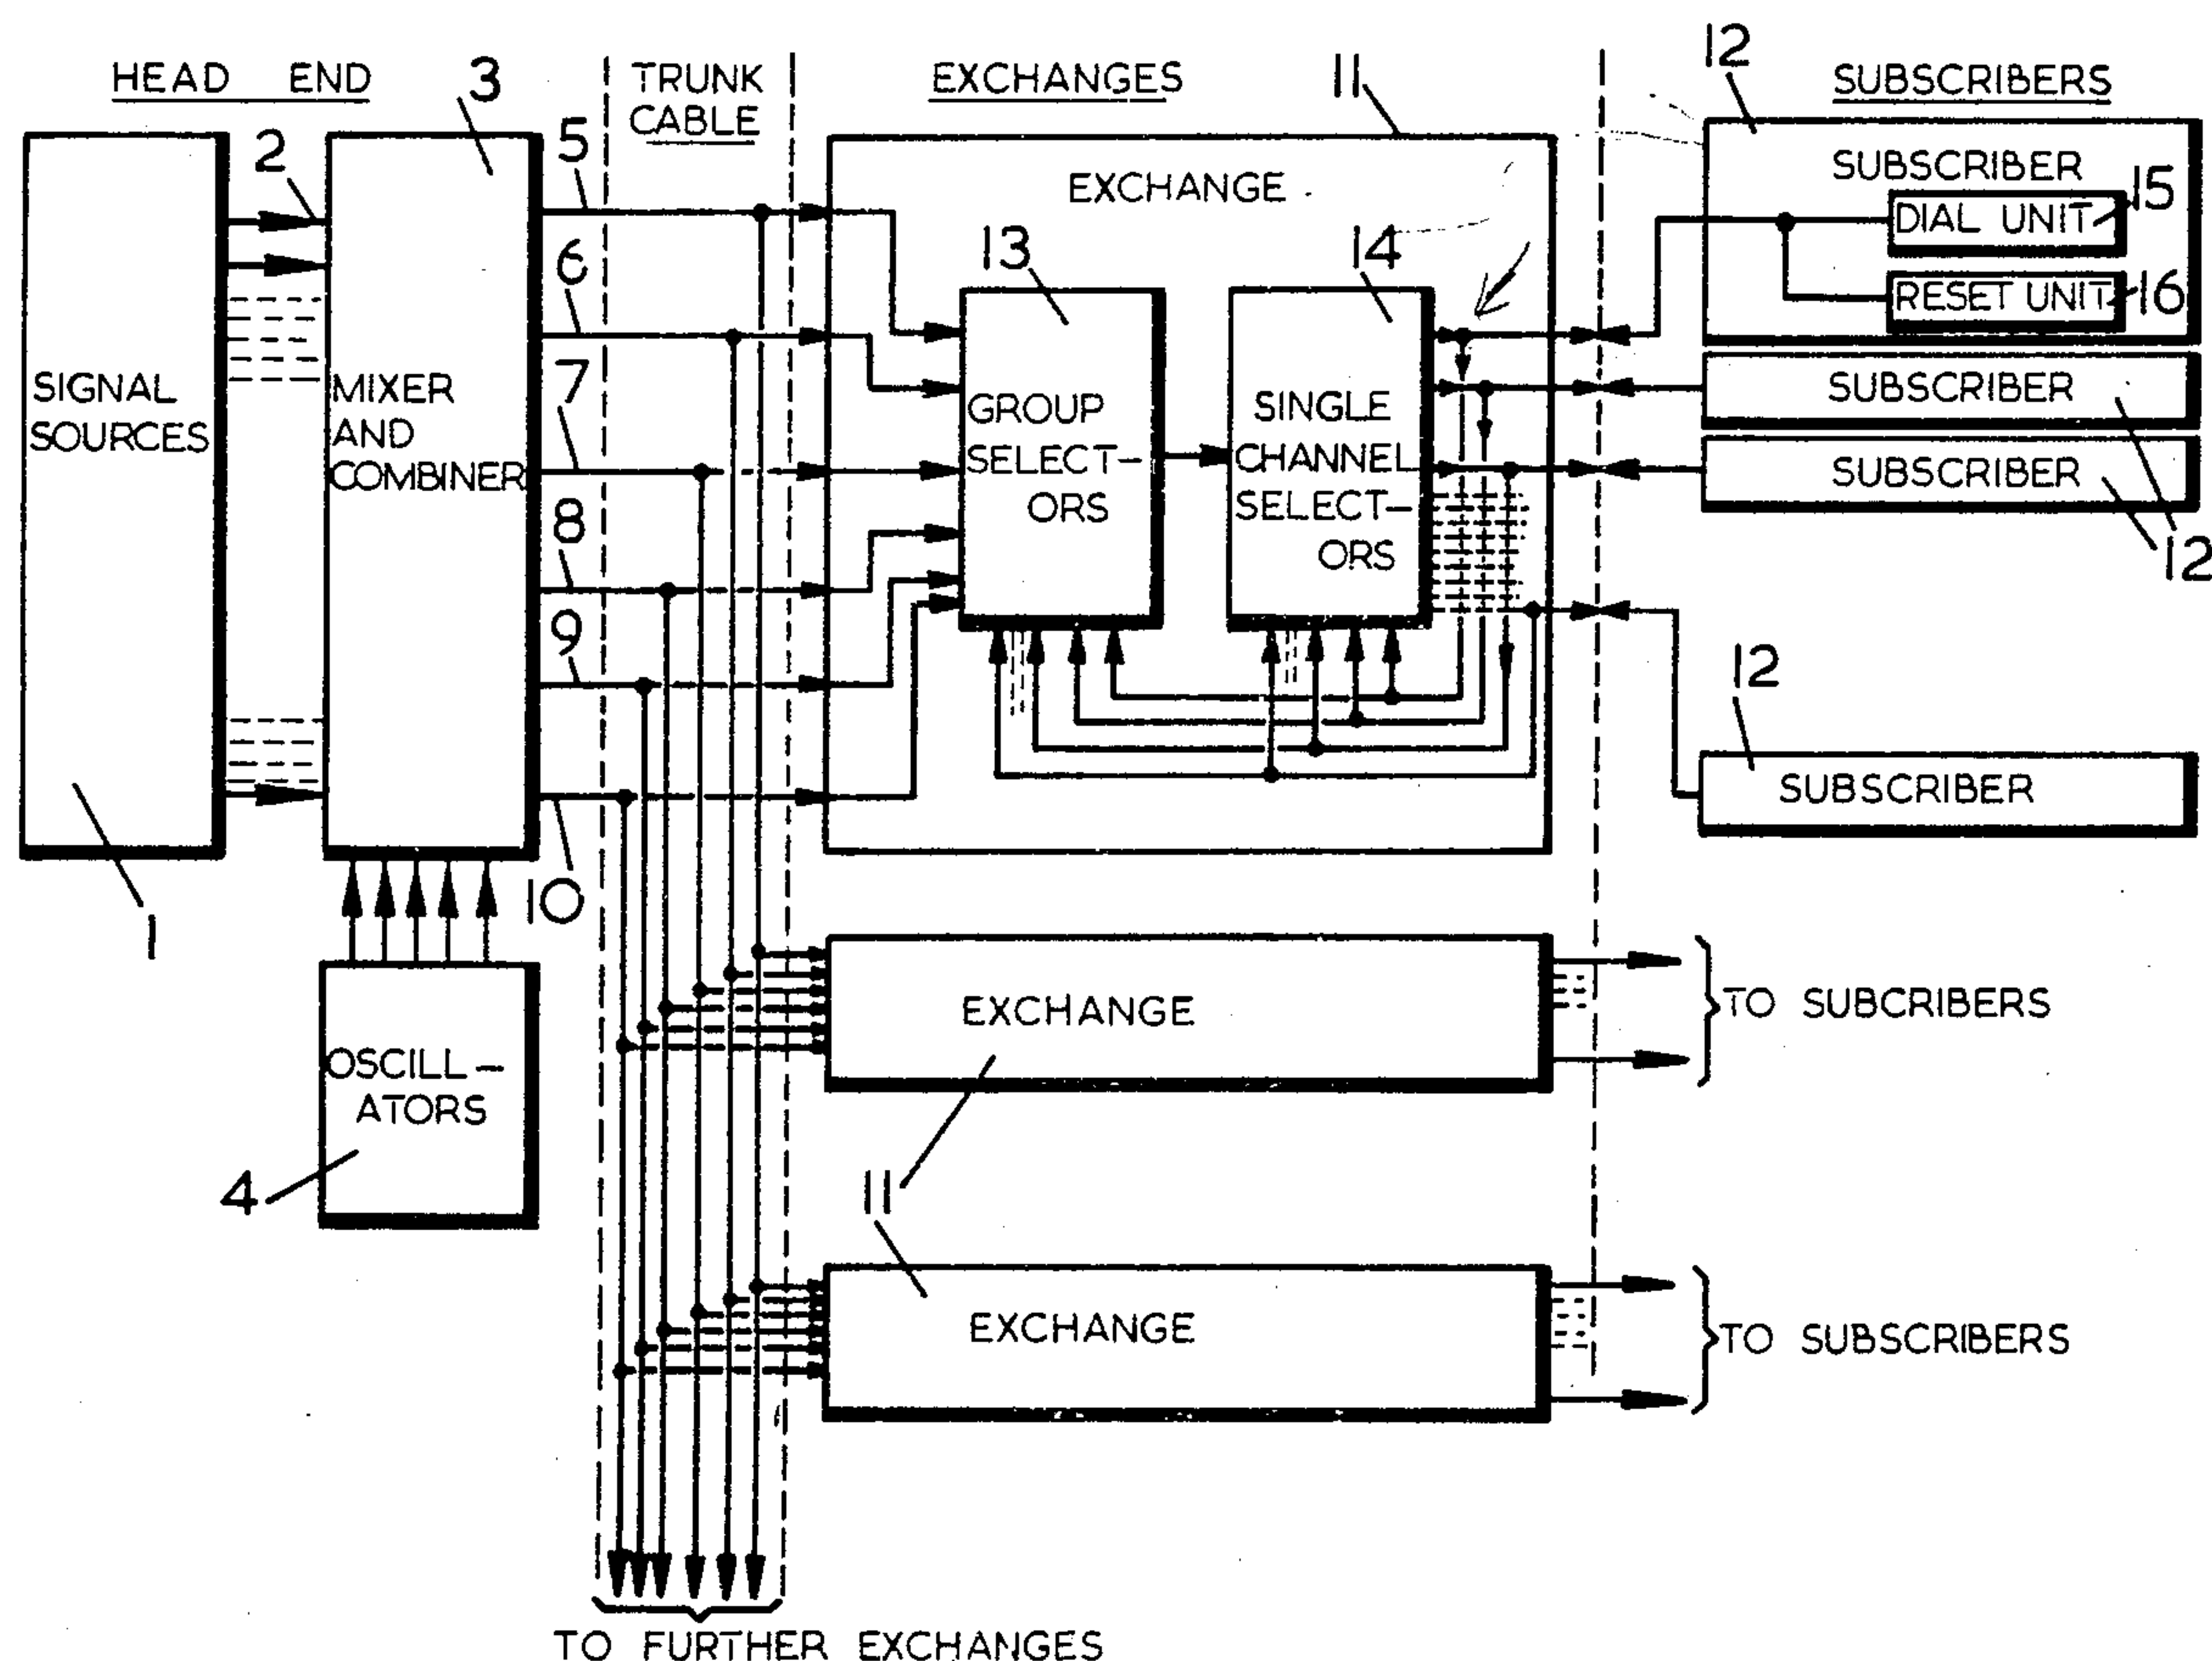 HEAD END
3
TRUNK
CABLE
EXCHANGES
11
12
SUBSCRIBERS
2
5
EXCHANGE
SUBSCRIBER
DIAL UNIT
15
RESET UNIT
16
6
13
14
SIGNAL
SOURCES
MIXER
AND
COMBINER
7
GROUP
SELECT-
ORS
SINGLE
CHANNEL
SELECT-
ORS
SUBSCRIBER
SUBSCRIBER
12
8
9
12
SUBSCRIBER
10
1
OSCILL-
ATORS
4
EXCHANGE
TO SUBCRIBERS
11
EXCHANGE
TO SUBSCRIBERS
TO FURTHER EXCHANGES